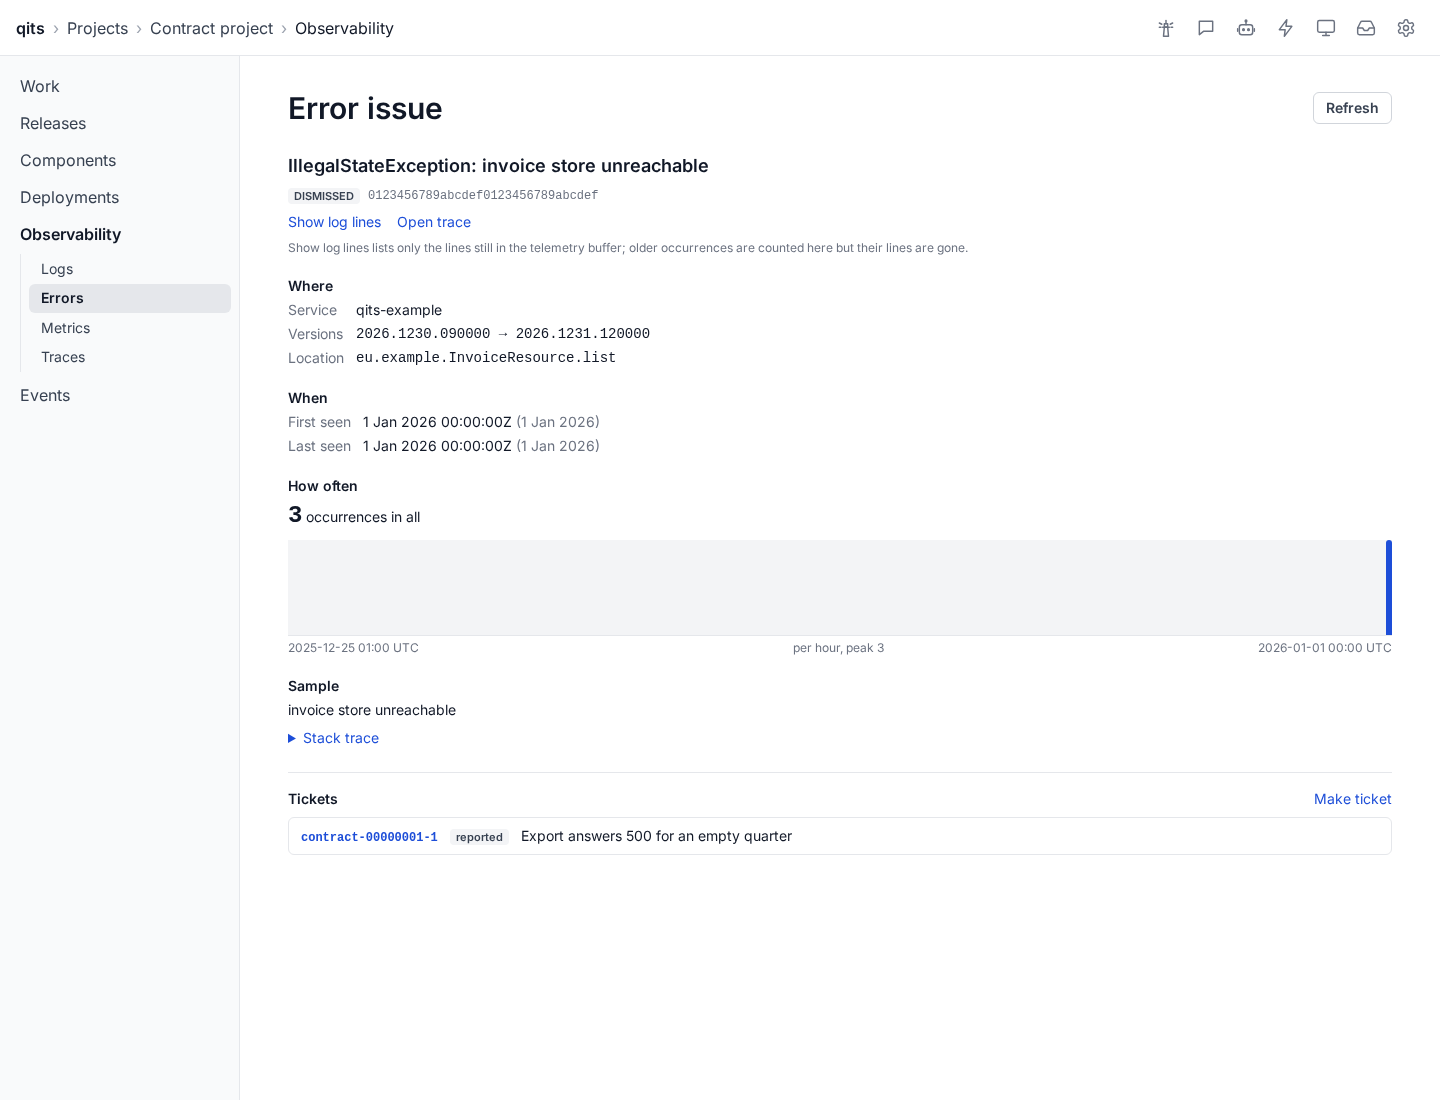 qits › Projects › Contract project › Observability
Work
Releases
Components
Deployments
Observability
Logs
Errors
Metrics
Traces
Events
Error issue
Refresh
IllegalStateException: invoice store unreachable
DISMISSED 0123456789abcdef0123456789abcdef
Show log lines Open trace
Show log lines lists only the lines still in the telemetry buffer; older occurrences are counted here but their lines are gone.
Where
Service qits-example
Versions 2026.1230.090000 → 2026.1231.120000
Location eu.example.InvoiceResource.list
When
First seen 1 Jan 2026 00:00:00Z (1 Jan 2026)
Last seen 1 Jan 2026 00:00:00Z (1 Jan 2026)
How often
3 occurrences in all
2025-12-25 01:00 UTC per hour, peak 3 2026-01-01 00:00 UTC
Sample
invoice store unreachable
Stack trace
Tickets Make ticket
contract-00000001-1 reported Export answers 500 for an empty quarter